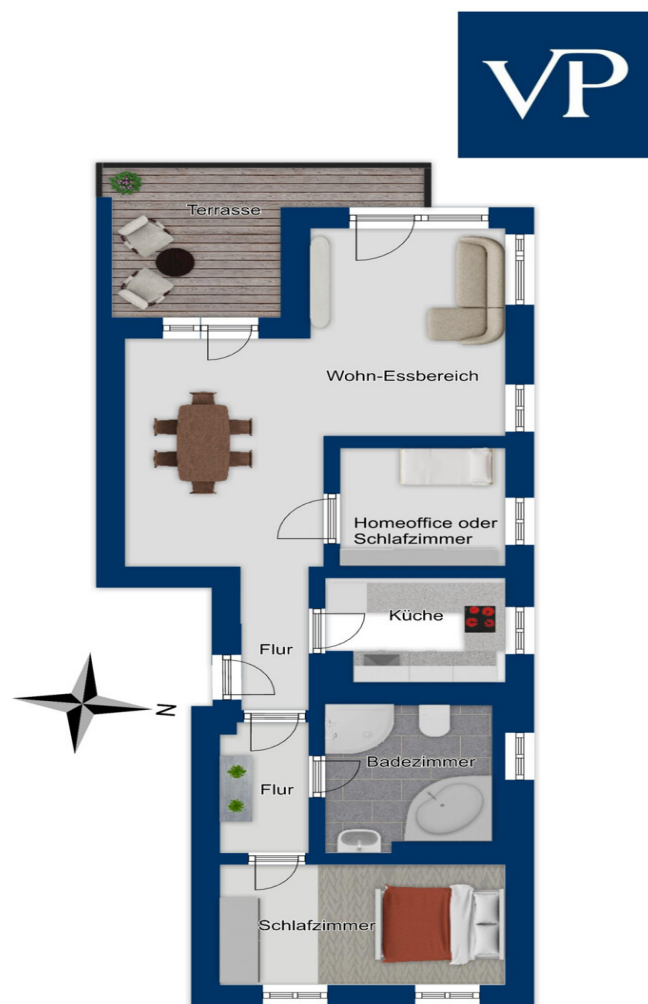 VP
Terrasse
Wohn-Essbereich
Homeoffice oder
Schlafzimmer
Küche
Flur
N
Badezimmer
Flur
Schlafzimmer